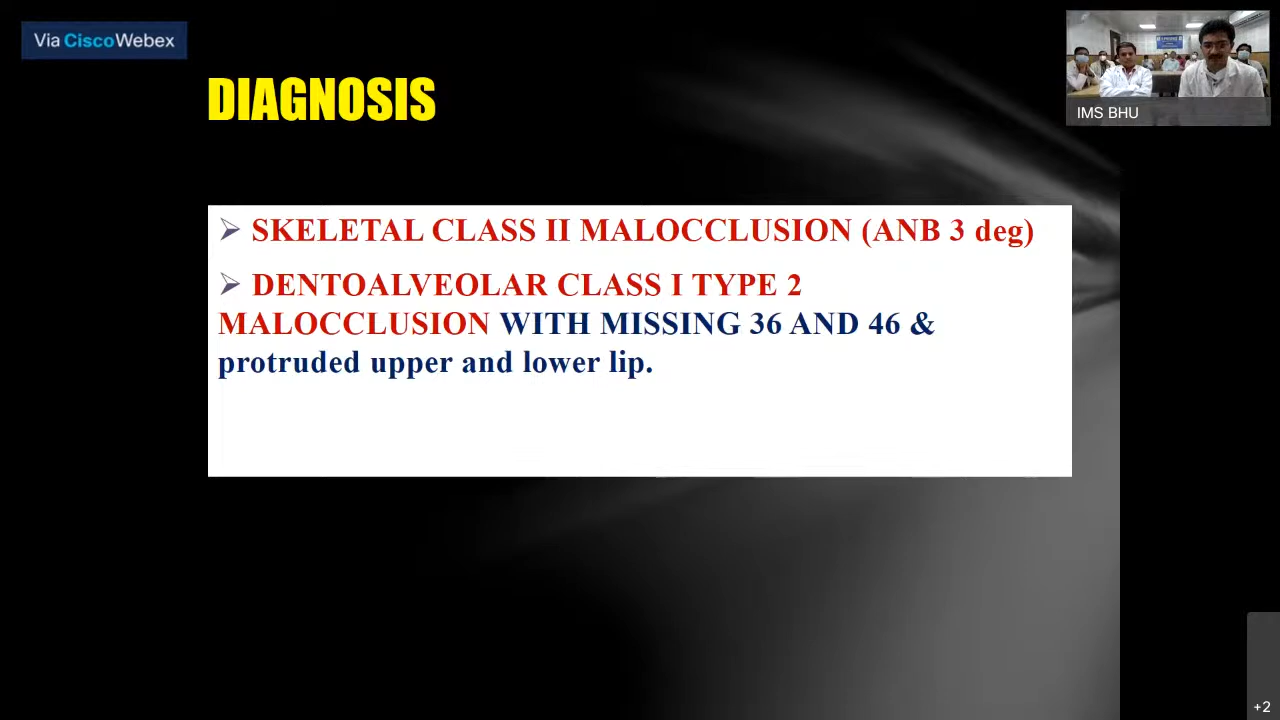 Via CiscoWebex
IMS BHU
DIAGNOSIS
➢ SKELETAL CLASS II MALOCCLUSION (ANB 3 deg)
➢ DENTOALVEOLAR CLASS I TYPE 2
MALOCCLUSION WITH MISSING 36 AND 46 &
protruded upper and lower lip.
+2